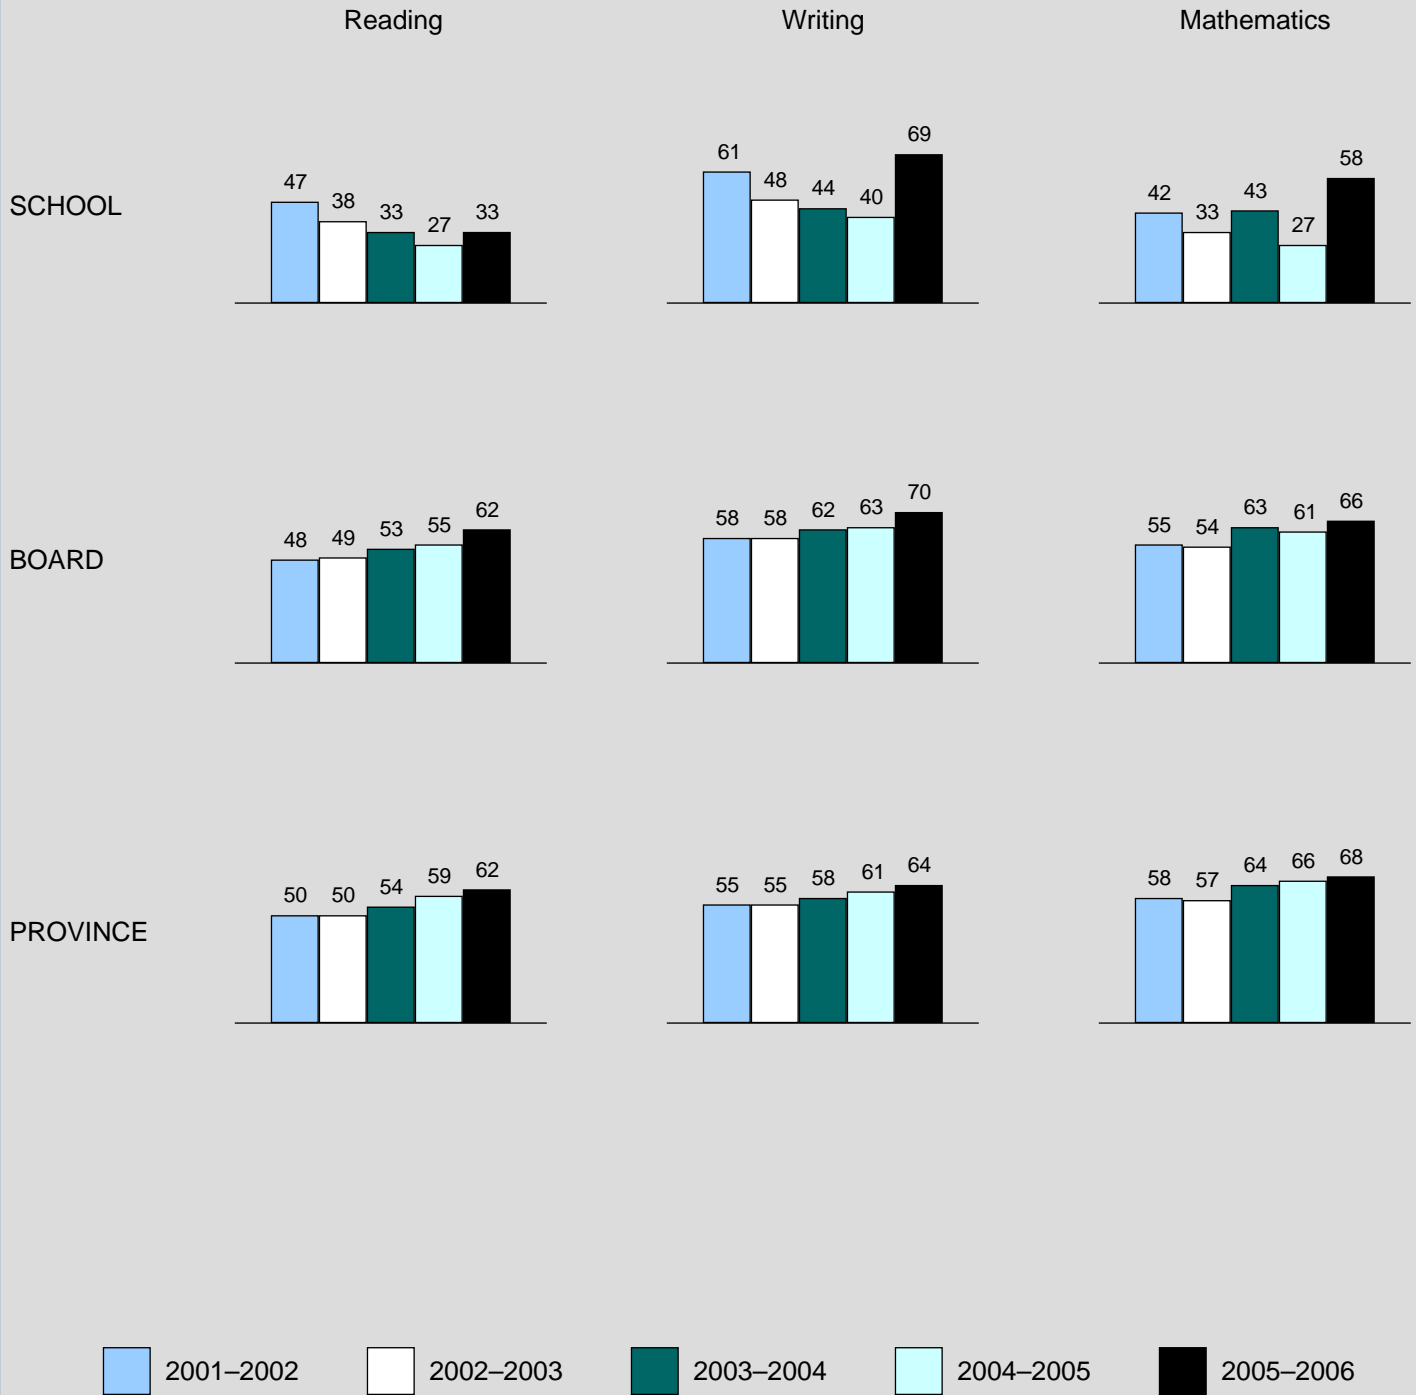 Reading Writing Mathematics
SCHOOL
47 38 33 27 33
61 48 44 40 69
42 33 43 27 58
BOARD
48 49 53 55 62
58 58 62 63 70
55 54 63 61 66
PROVINCE
50 50 54 59 62
55 55 58 61 64
58 57 64 66 68
2001–2002 2002–2003 2003–2004 2004–2005 2005–2006